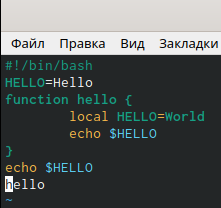 Файл Правка Вид Закладки
#!/bin/bash
HELLO=Hello
function hello {
        local HELLO=World
        echo $HELLO
}
echo $HELLO
hello
~